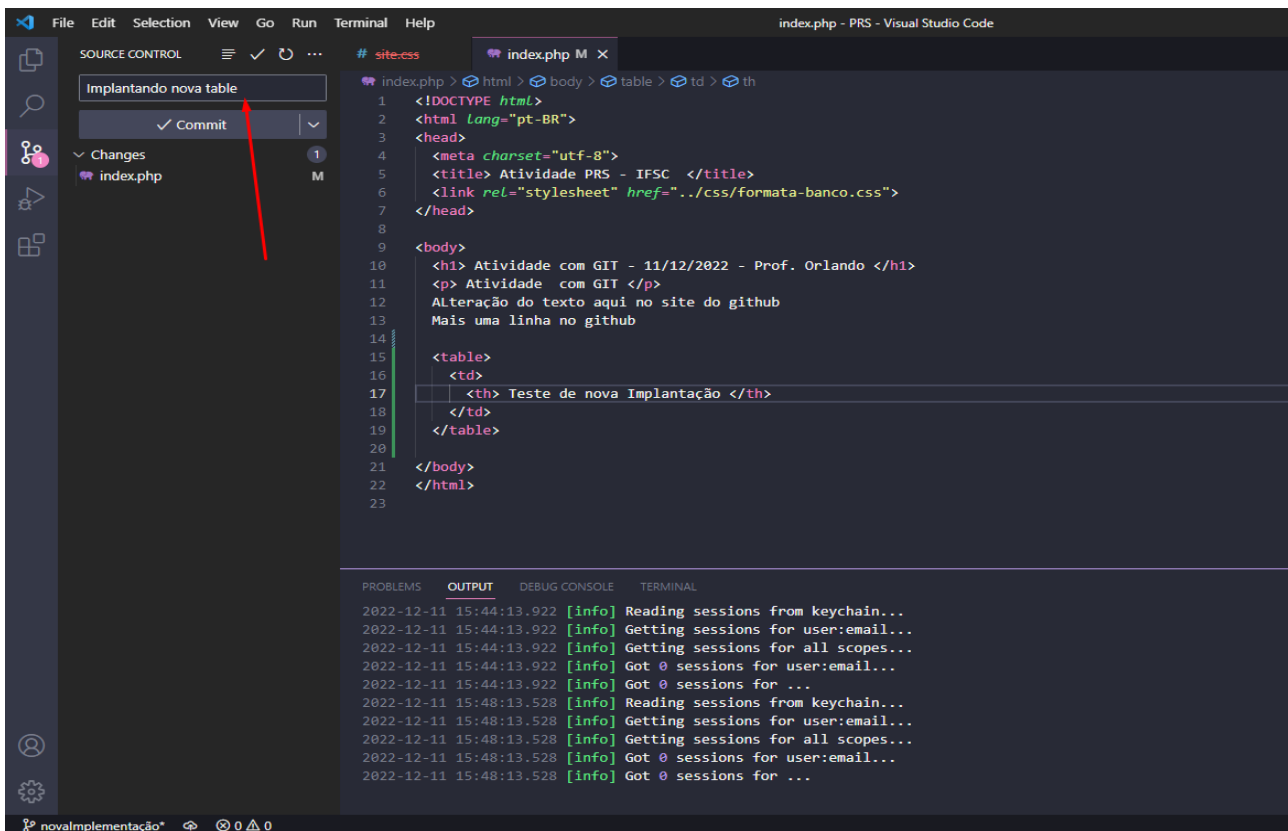 File Edit Selection View Go Run Terminal Help index.php - PRS - Visual Studio Code
SOURCE CONTROL
Implantando nova table
Commit
Changes 1
index.php M
1
# site.css index.php M
index.php > html > body > table > td > th
1 <!DOCTYPE html>
2 <html lang="pt-BR">
3 <head>
4 <meta charset="utf-8">
5 <title> Atividade PRS - IFSC </title>
6 <link rel="stylesheet" href="../css/formata-banco.css">
7 </head>
8
9 <body>
10 <h1> Atividade com GIT - 11/12/2022 - Prof. Orlando </h1>
11 <p> Atividade com GIT </p>
12 ALteração do texto aqui no site do github
13 Mais uma linha no github
14
15 <table>
16 <td>
17 <th> Teste de nova Implantação </th>
18 </td>
19 </table>
20
21 </body>
22 </html>
23
PROBLEMS OUTPUT DEBUG CONSOLE TERMINAL
2022-12-11 15:44:13.922 [info] Reading sessions from keychain...
2022-12-11 15:44:13.922 [info] Getting sessions for user:email...
2022-12-11 15:44:13.922 [info] Getting sessions for all scopes...
2022-12-11 15:44:13.922 [info] Got 0 sessions for user:email...
2022-12-11 15:44:13.922 [info] Got 0 sessions for ...
2022-12-11 15:48:13.528 [info] Reading sessions from keychain...
2022-12-11 15:48:13.528 [info] Getting sessions for user:email...
2022-12-11 15:48:13.528 [info] Getting sessions for all scopes...
2022-12-11 15:48:13.528 [info] Got 0 sessions for user:email...
2022-12-11 15:48:13.528 [info] Got 0 sessions for ...
novaImplementação* 0 0